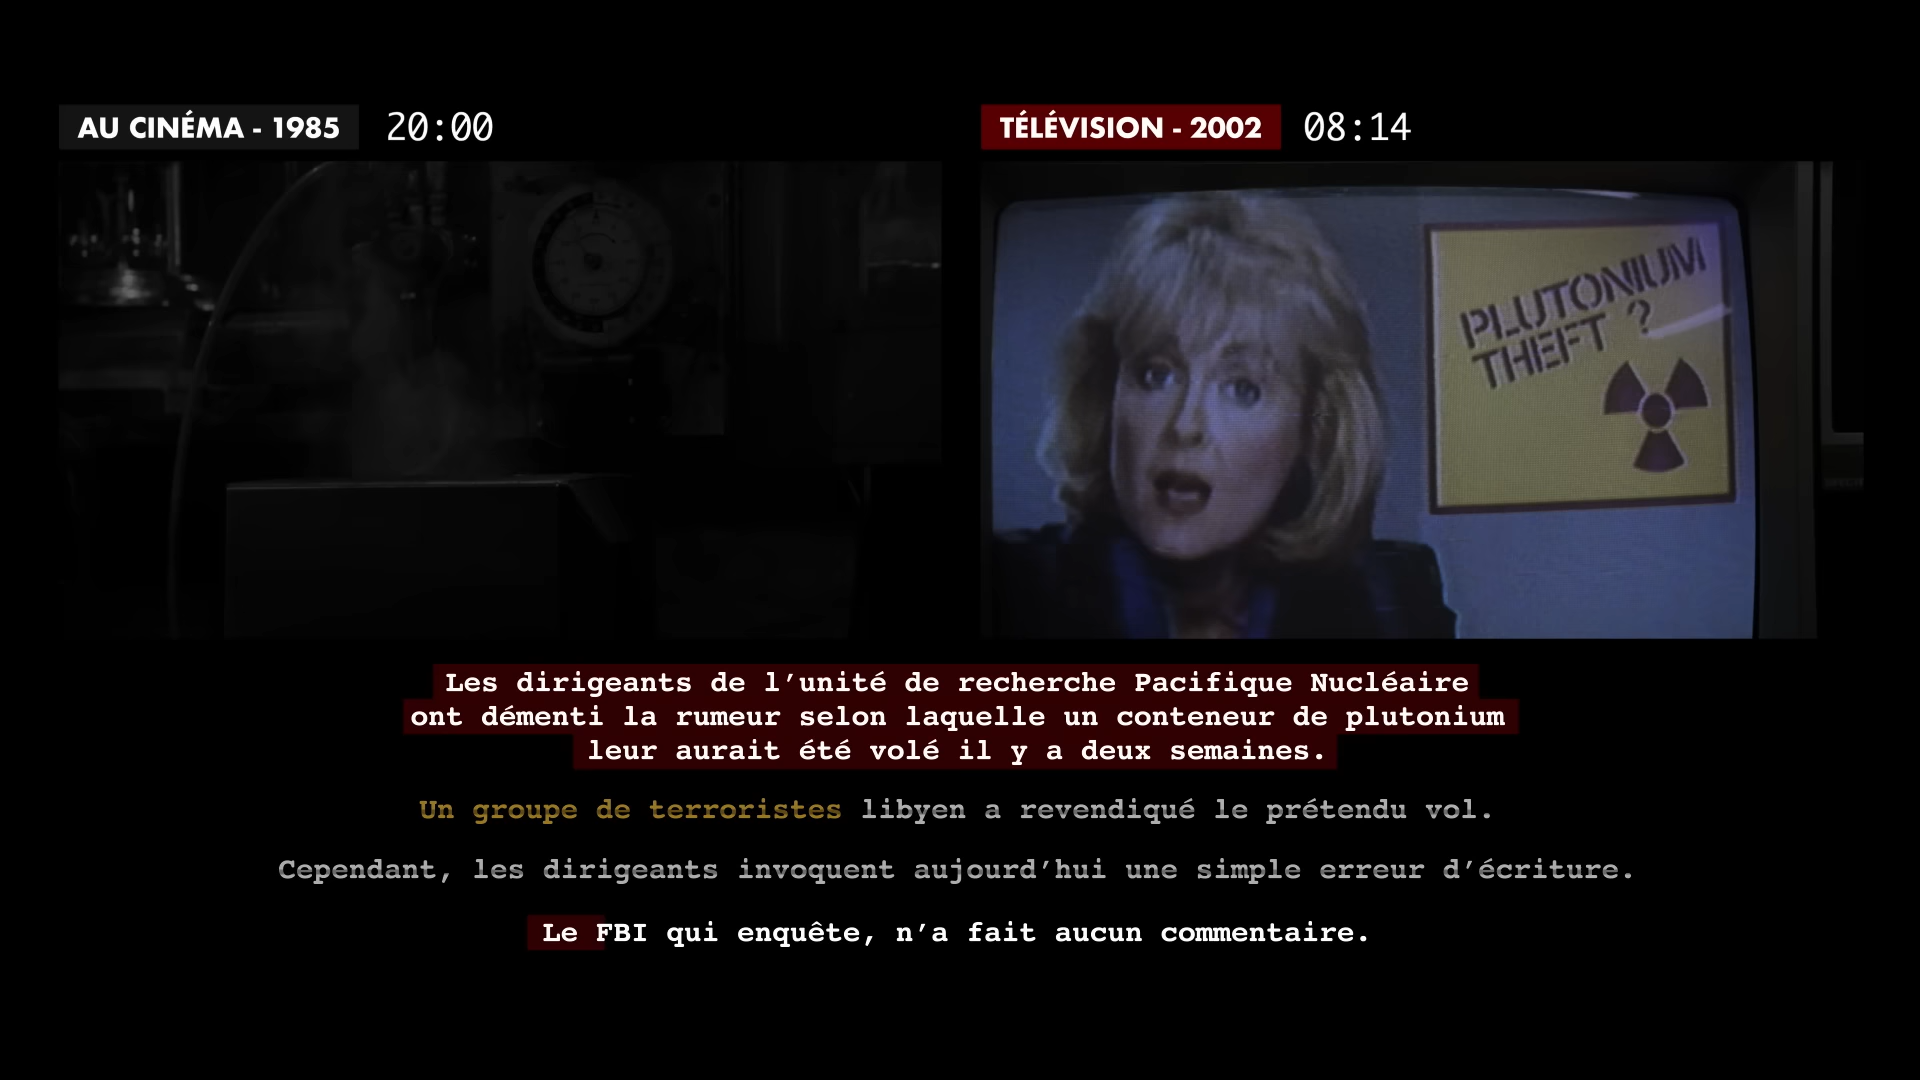 AU CINÉMA - 1985 20:00
TÉLÉVISION - 2002 08:14
PLUTONIUM
THEFT ?
Les dirigeants de l’unité de recherche Pacifique Nucléaire
ont démenti la rumeur selon laquelle un conteneur de plutonium
leur aurait été volé il y a deux semaines.
Un groupe de terroristes libyen a revendiqué le prétendu vol.
Cependant, les dirigeants invoquent aujourd’hui une simple erreur d’écriture.
Le FBI qui enquête, n’a fait aucun commentaire.